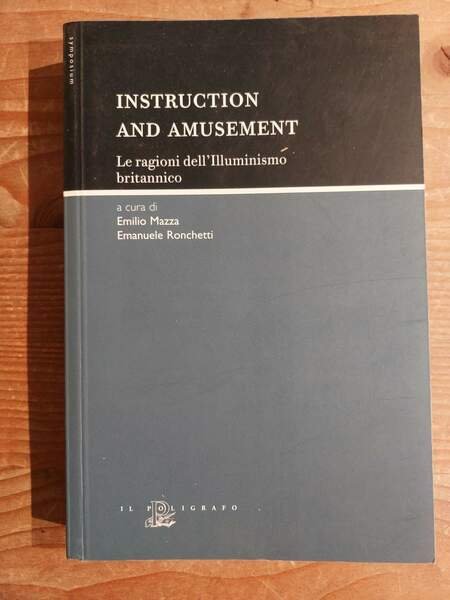 symposium
INSTRUCTION
AND AMUSEMENT
Le ragioni dell'Illuminismo
britannico
a cura di
Emilio Mazza
Emanuele Ronchetti
IL POLIGRAFO